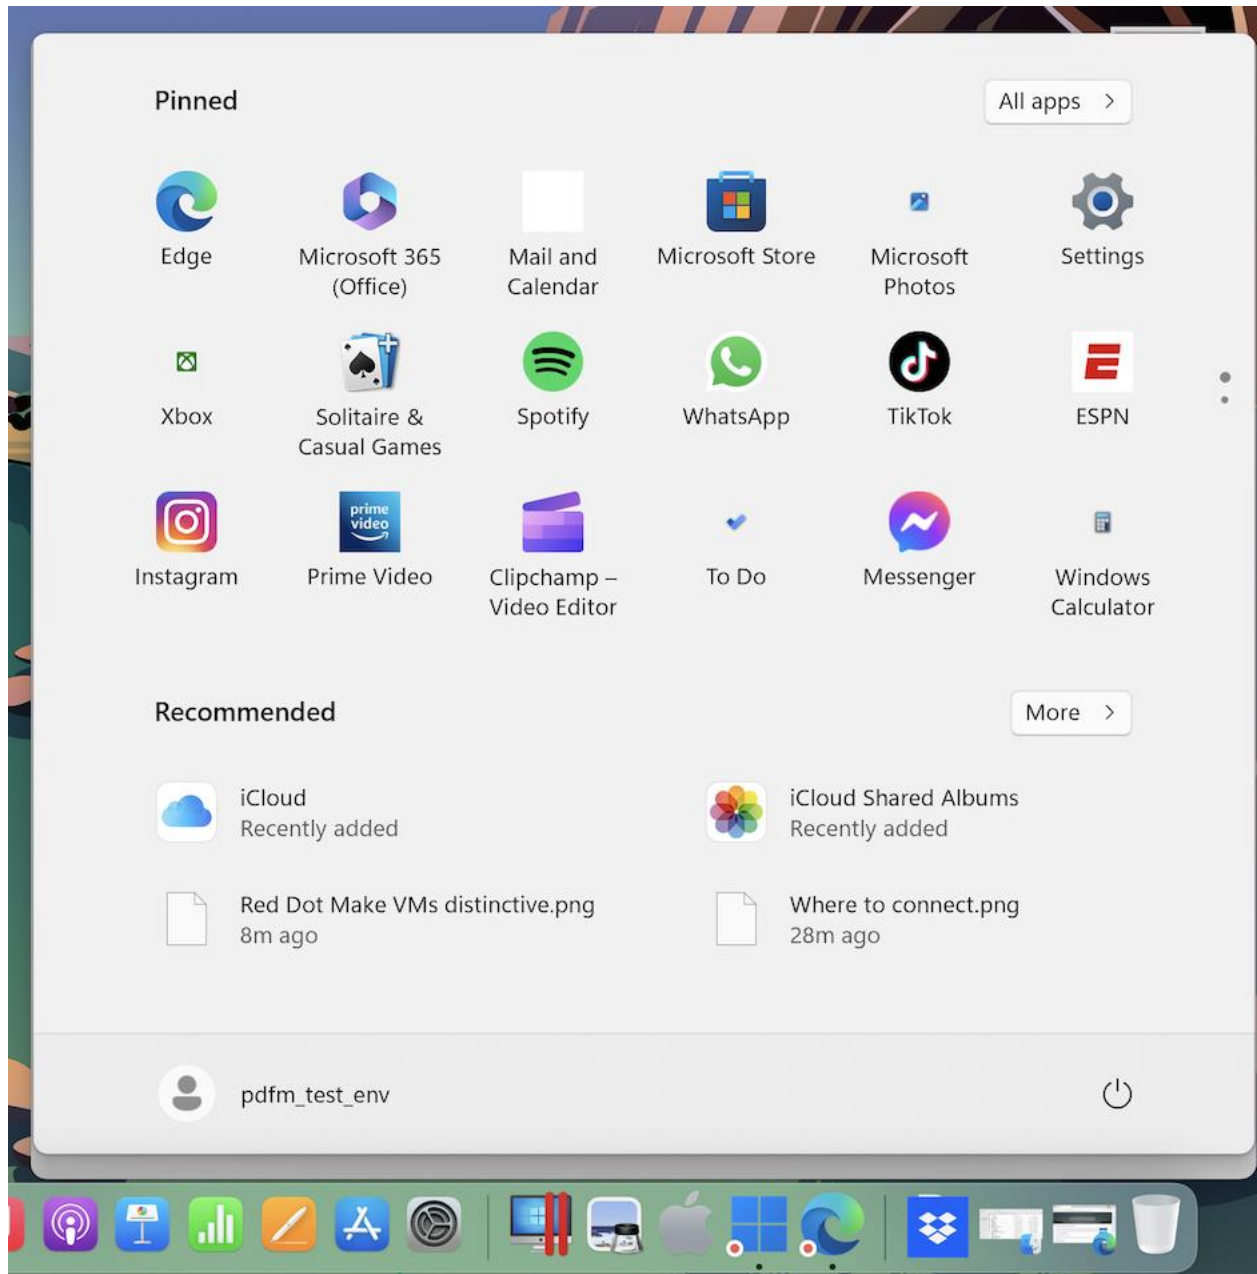 Pinned
All apps
Edge
Microsoft 365
(Office)
Mail and
Calendar
Microsoft Store
Microsoft
Photos
Settings
Xbox
Solitaire &
Casual Games
Spotify
WhatsApp
TikTok
ESPN
prime
video
Instagram
Prime Video
Clipchamp –
Video Editor
To Do
Messenger
Windows
Calculator
Recommended
More
iCloud
Recently added
iCloud Shared Albums
Recently added
Red Dot Make VMs distinctive.png
8m ago
Where to connect.png
28m ago
pdfm_test_env